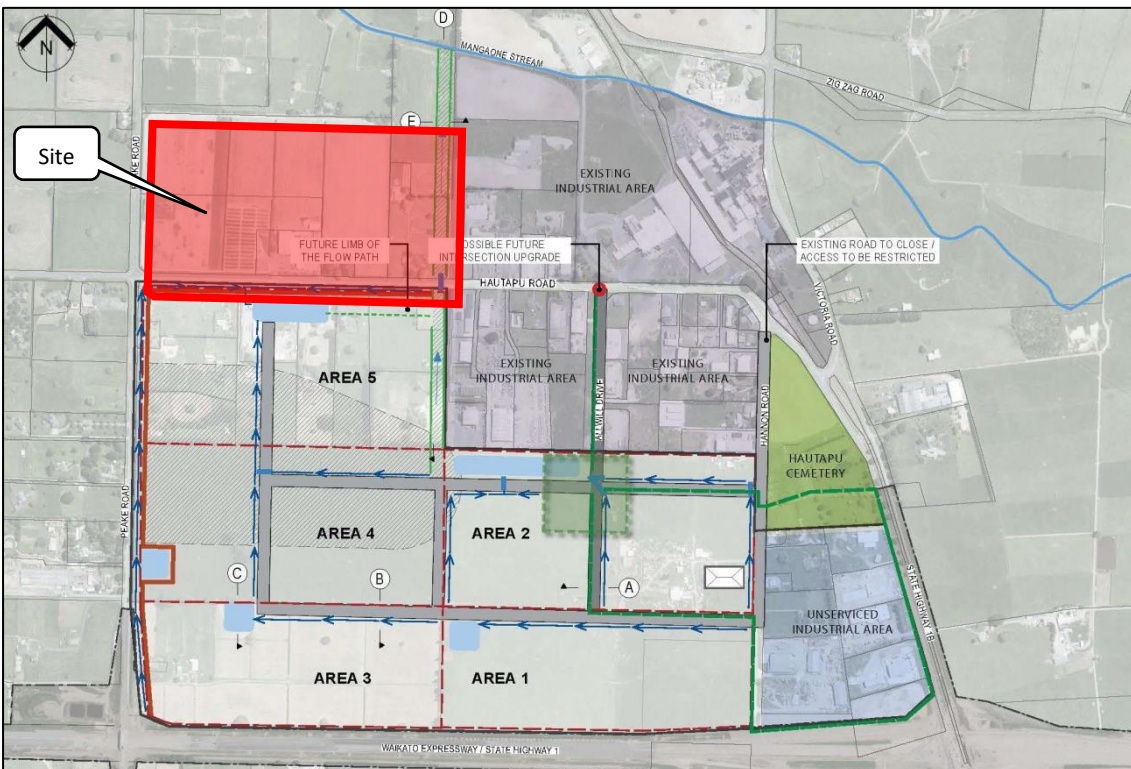 N
D
MANGAONE STREAM
ZIG ZAG ROAD
E
Site
EXISTING
INDUSTRIAL AREA
FUTURE LIMB OF
THE FLOW PATH
POSSIBLE FUTURE
INTERSECTION UPGRADE
EXISTING ROAD TO CLOSE /
ACCESS TO BE RESTRICTED
HAUTAPU ROAD
VICTORIA ROAD
AREA 5
EXISTING
INDUSTRIAL AREA
EXISTING
INDUSTRIAL AREA
HANNON ROAD
HAUTAPU
CEMETERY
PEAKE ROAD
AREA 4
AREA 2
C
B
A
UNSERVICED
INDUSTRIAL AREA
STATE HIGHWAY 1B
AREA 3
AREA 1
WAIKATO EXPRESSWAY / STATE HIGHWAY 1